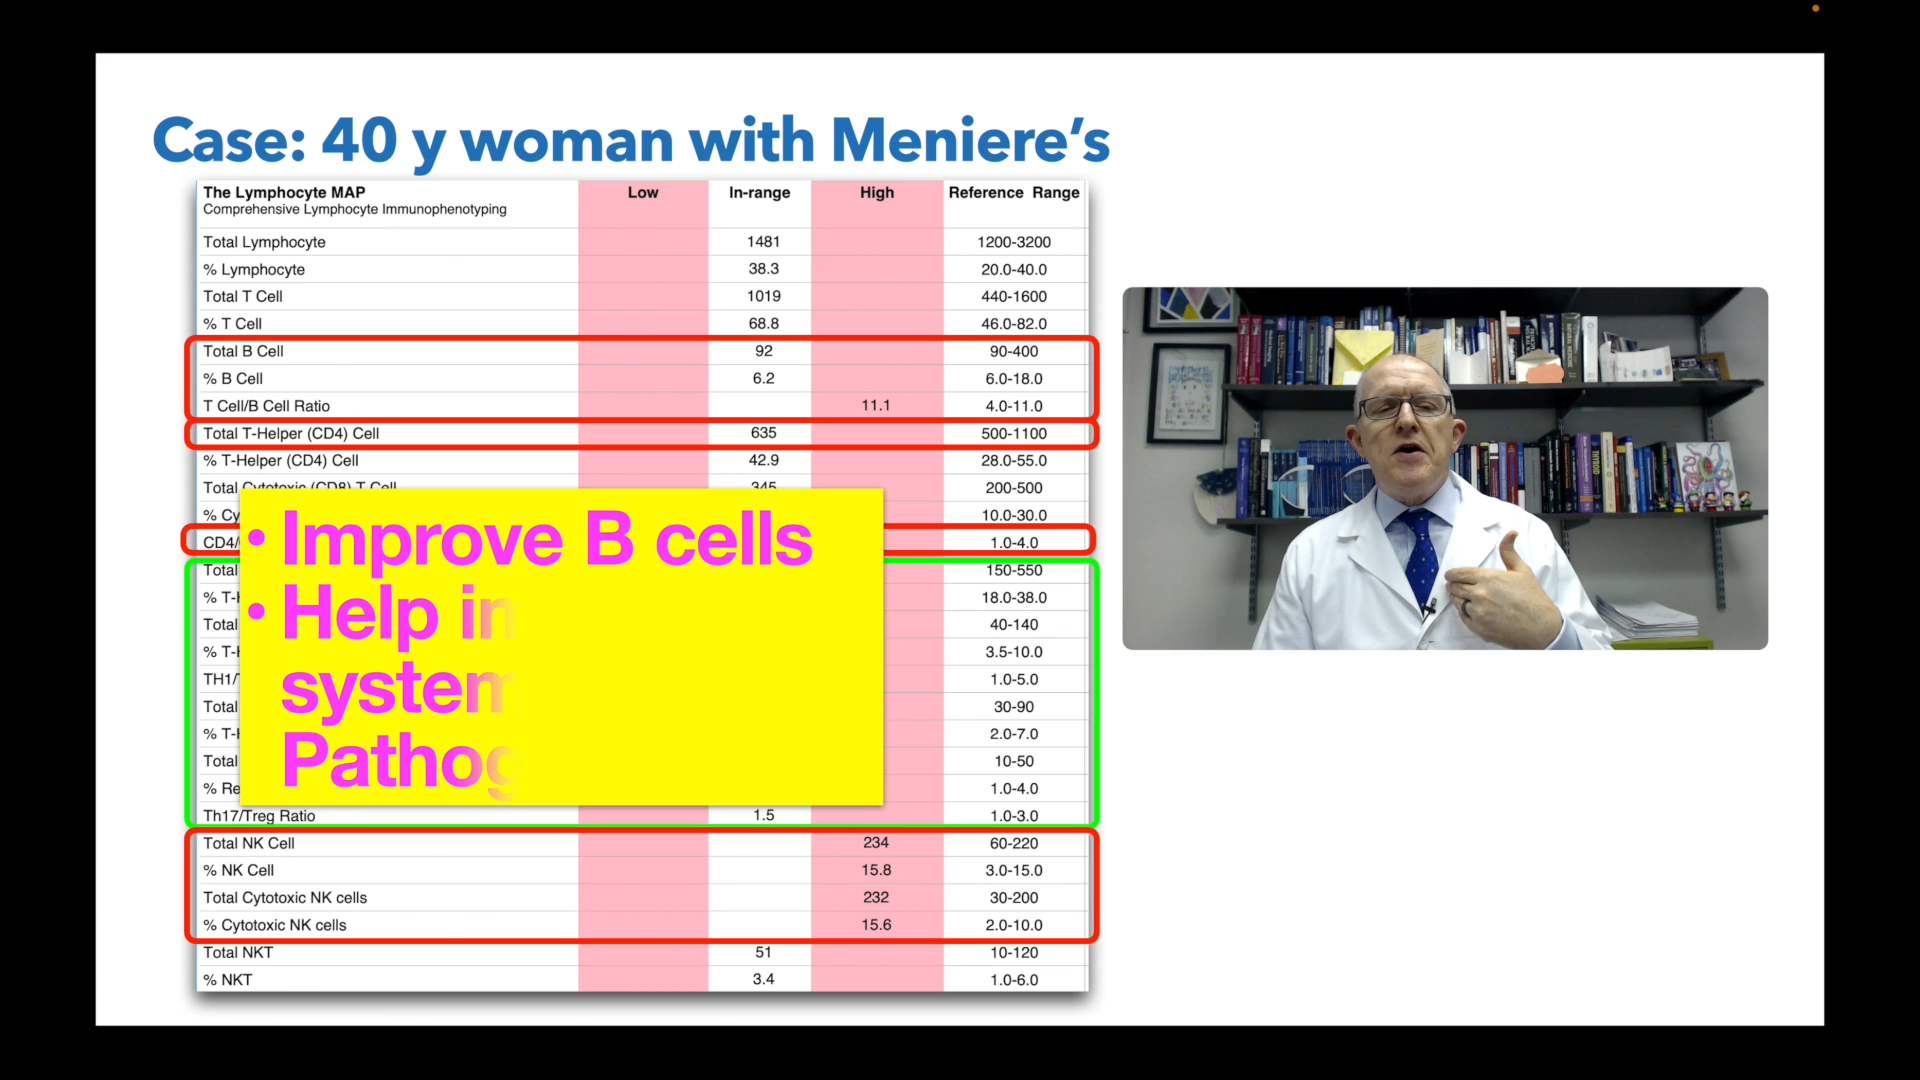 Case: 40 y woman with Meniere's
The Lymphocyte MAP Low In-range High Reference Range
Comprehensive Lymphocyte Immunophenotyping
Total Lymphocyte 1481 1200-3200
% Lymphocyte 38.3 20.0-40.0
Total T Cell 1019 440-1600
% T Cell 68.8 46.0-82.0
Total B Cell 92 90-400
% B Cell 6.2 6.0-18.0
T Cell/B Cell Ratio 11.1 4.0-11.0
Total T-Helper (CD4) Cell 635 500-1100
% T-Helper (CD4) Cell 42.9 28.0-55.0
Total Cytotoxic (CD8) T Cell 345 200-500
% Cy 10.0-30.0
CD4/ 1.0-4.0
Total 150-550
% T-H 18.0-38.0
Total 40-140
% T-H 3.5-10.0
TH1/ 1.0-5.0
Total 30-90
% T-H 2.0-7.0
Total 10-50
% Re 1.0-4.0
Th17/Treg Ratio 1.5 1.0-3.0
Total NK Cell 234 60-220
% NK Cell 15.8 3.0-15.0
Total Cytotoxic NK cells 232 30-200
% Cytotoxic NK cells 15.6 2.0-10.0
Total NKT 51 10-120
% NKT 3.4 1.0-6.0
• Improve B cells
• Help in
system
Pathog